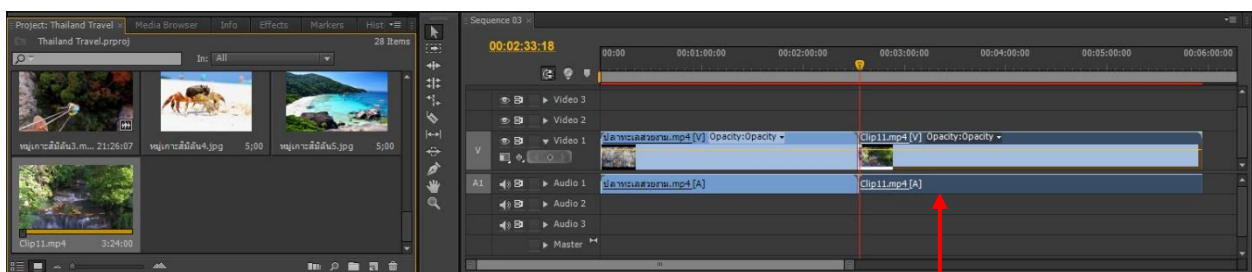 Project: Thailand Travel × Media Browser Info Effects Markers Hist
Thailand Travel.prproj 28 Items
In: All
หมู่เกาะสิมิลัน3.m... 21:26:07 หมู่เกาะสิมิลัน4.jpg 5;00 หมู่เกาะสิมิลัน5.jpg 5;00
Clip11.mp4 3:24:00
Sequence 03 ×
00:02:33:18
00:00 00:01:00:00 00:02:00:00 00:03:00:00 00:04:00:00 00:05:00:00 00:06:00:00
Video 3
Video 2
V Video 1 ปลาทะเลสวยงาม.mp4 [V] Opacity:Opacity Clip11.mp4 [V] Opacity:Opacity
A1 Audio 1 ปลาทะเลสวยงาม.mp4 [A] Clip11.mp4 [A]
Audio 2
Audio 3
Master